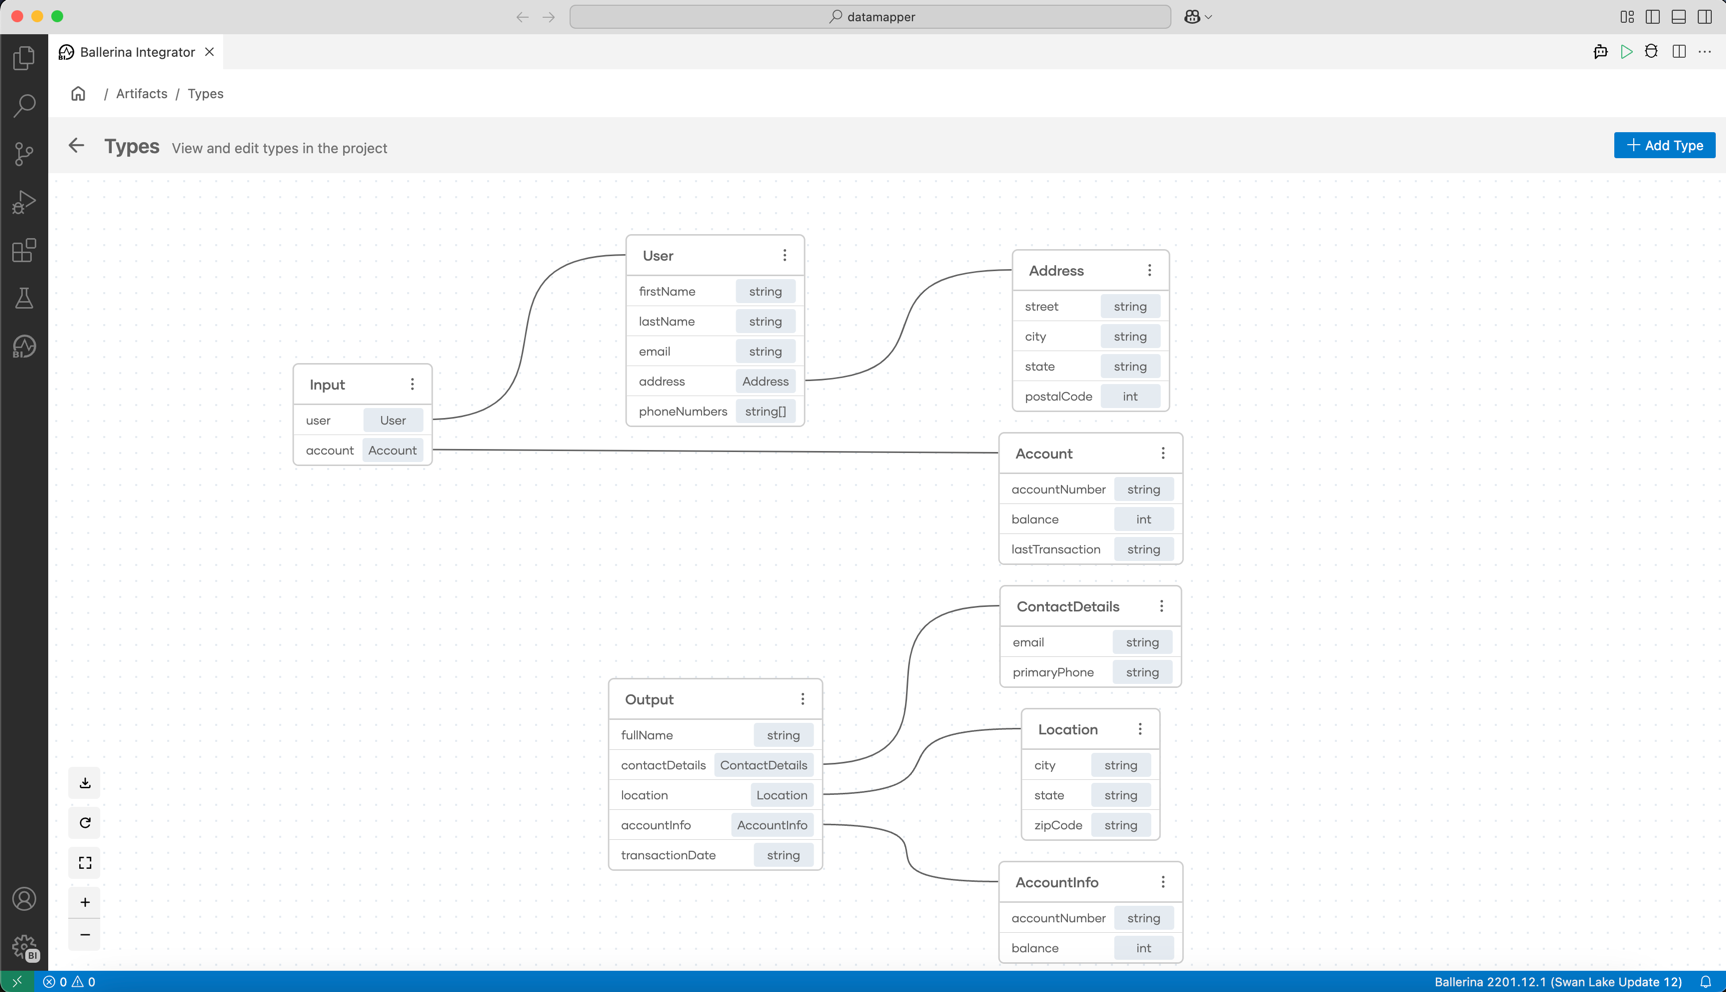 datamapper
Ballerina Integrator
/ Artifacts / Types
Types View and edit types in the project
+ Add Type
User
firstName string
lastName string
email string
address Address
phoneNumbers string[]
Address
street string
city string
state string
postalCode int
Input
user User
account Account
Account
accountNumber string
balance int
lastTransaction string
ContactDetails
email string
primaryPhone string
Output
fullName string
contactDetails ContactDetails
location Location
accountInfo AccountInfo
transactionDate string
Location
city string
state string
zipCode string
AccountInfo
accountNumber string
balance int
BI
BI
0 0
Ballerina 2201.12.1 (Swan Lake Update 12)